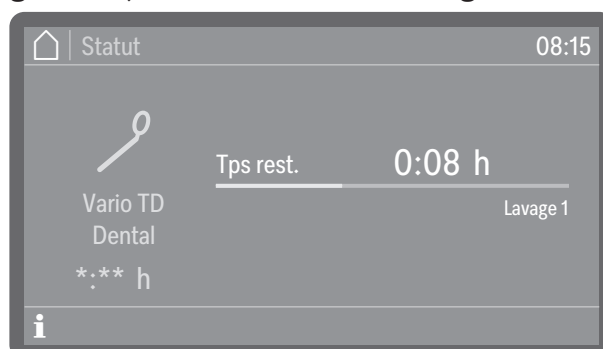 Statut 08:15
Tps rest. 0:08 h
Lavage 1
Vario TD
Dental
*:** h
i